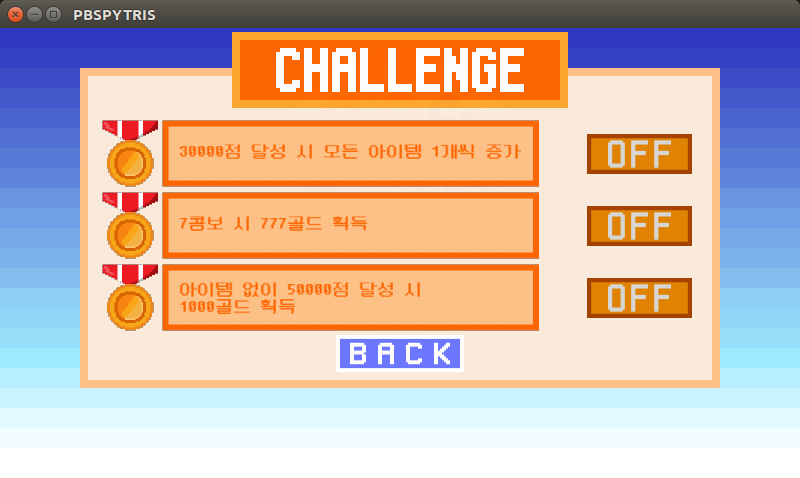 PBSPYTRIS
CHALLENGE
30000점 달성 시 모든 아이템 1개씩 증가
OFF
7콤보 시 777골드 획득
OFF
아이템 없이 50000점 달성 시
1000골드 획득
OFF
BACK